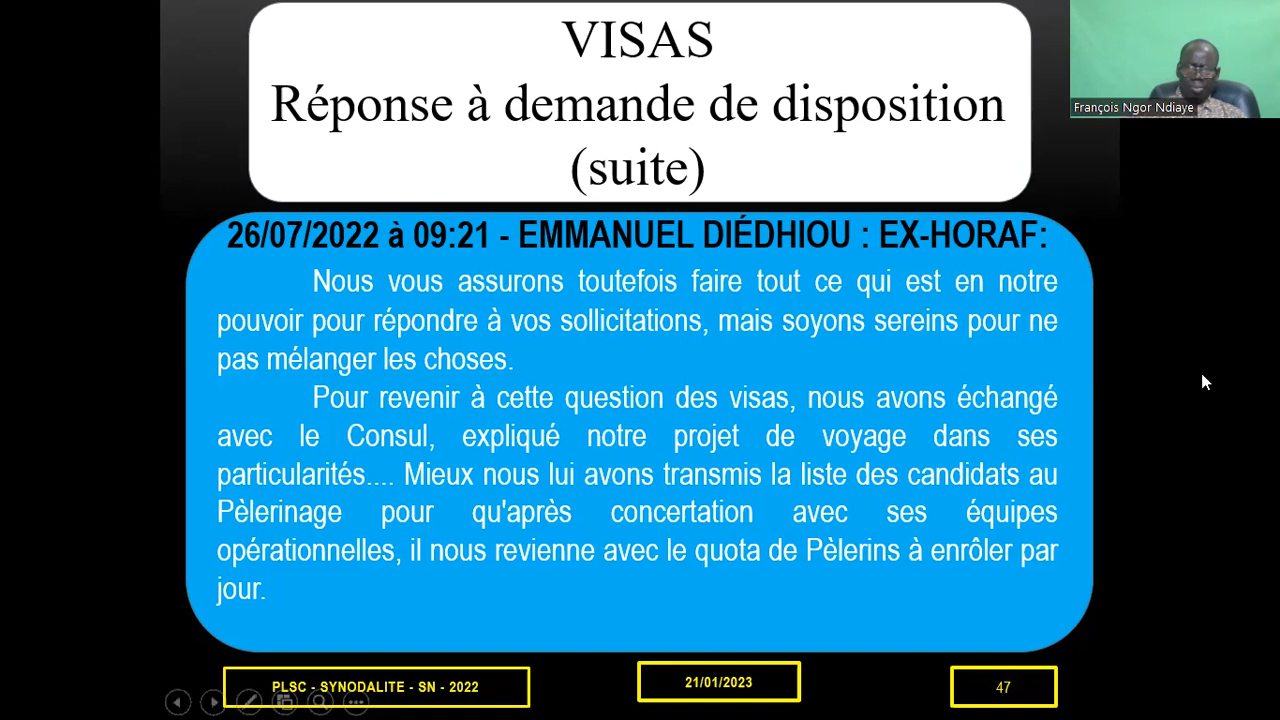 VISAS
Réponse à demande de disposition
(suite)
François Ngor Ndiaye
26/07/2022 à 09:21 - EMMANUEL DIÉDHIOU : EX-HORAF:
Nous vous assurons toutefois faire tout ce qui est en notre
pouvoir pour répondre à vos sollicitations, mais soyons sereins pour ne
pas mélanger les choses.
Pour revenir à cette question des visas, nous avons échangé
avec le Consul, expliqué notre projet de voyage dans ses
particularités.... Mieux nous lui avons transmis la liste des candidats au
Pèlerinage pour qu'après concertation avec ses équipes
opérationnelles, il nous revienne avec le quota de Pèlerins à enrôler par
jour.
PLSC - SYNODALITE - SN - 2022
21/01/2023
47